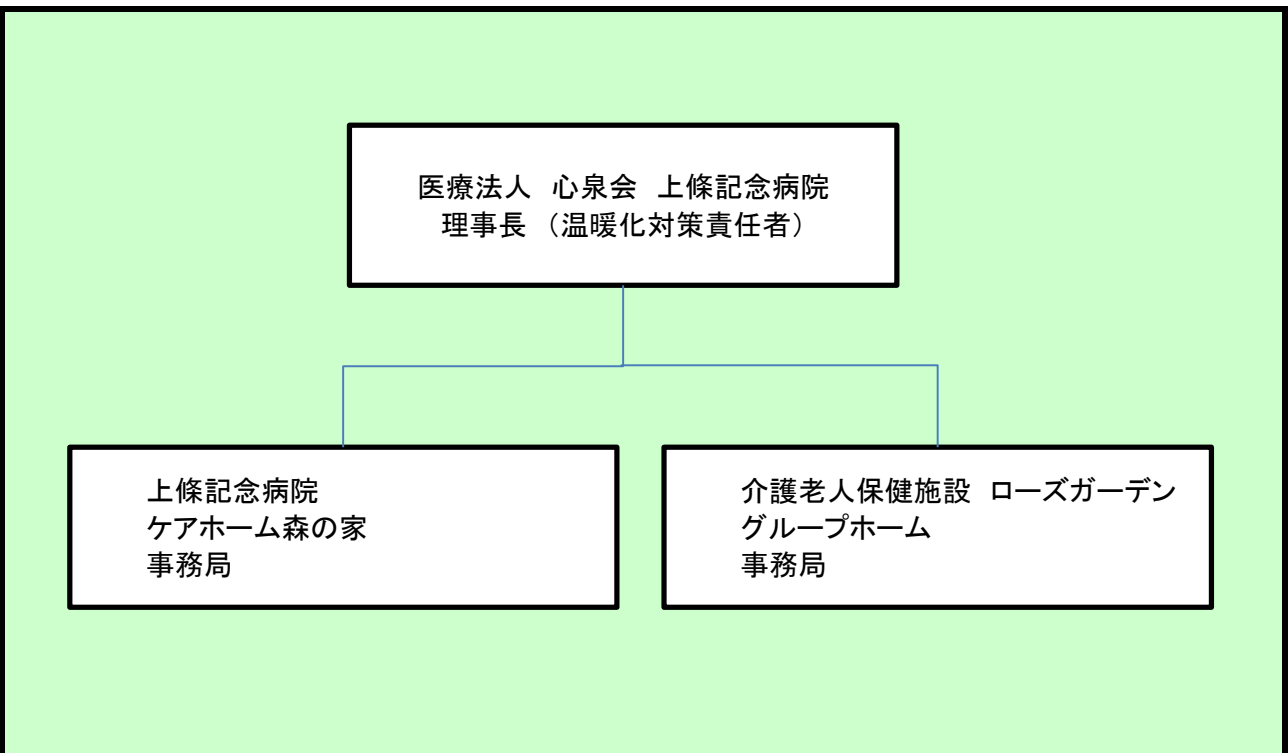 医療法人　心泉会　上條記念病院
理事長　（温暖化対策責任者）
上條記念病院
ケアホーム森の家
事務局
介護老人保健施設　ローズガーデン
グループホーム
事務局